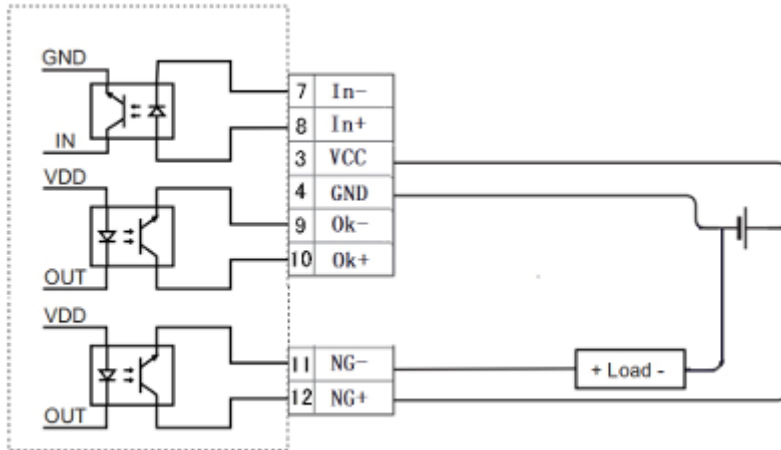 GND
IN
VDD
OUT
VDD
OUT
7 In-
8 In+
3 VCC
4 GND
9 Ok-
10 Ok+
11 NG-
12 NG+
+ Load -